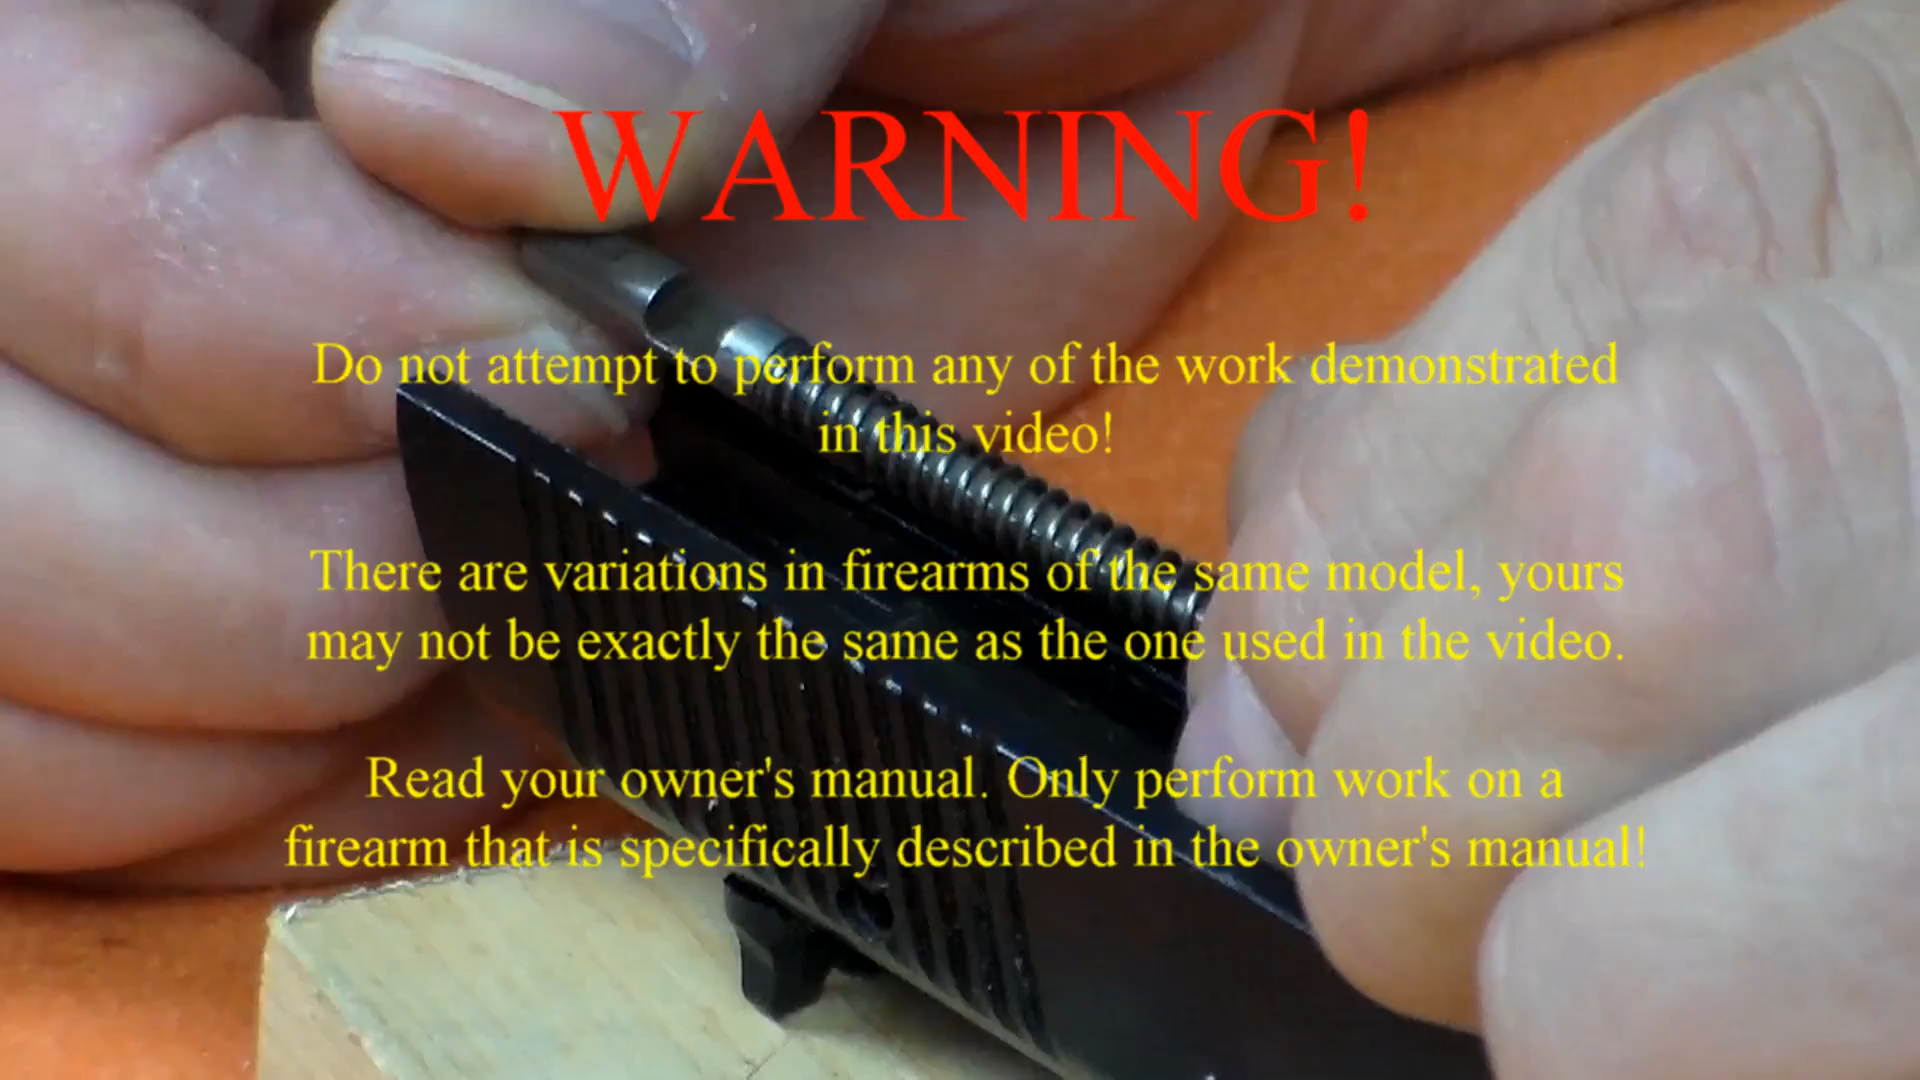 WARNING!
Do not attempt to perform any of the work demonstrated
in this video!
There are variations in firearms of the same model, yours
may not be exactly the same as the one used in the video.
Read your owner's manual. Only perform work on a
firearm that is specifically described in the owner's manual!